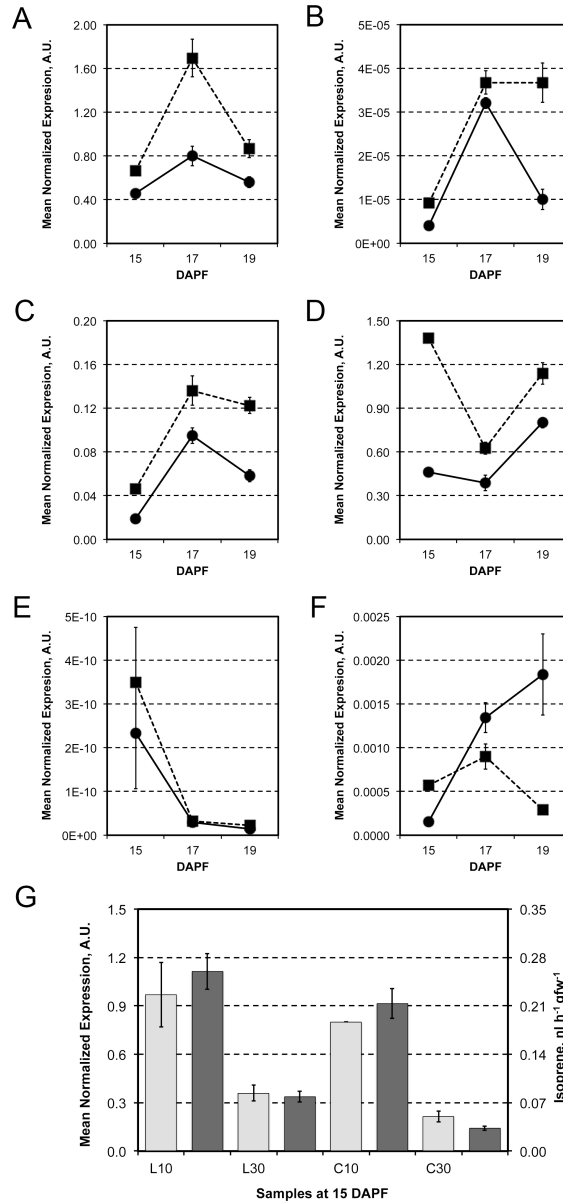 A
B
Mean Normalized Expresion, A.U.
2.00
1.60
1.20
0.80
0.40
0.00
15 17 19
DAPF
Mean Normalized Expresion, A.U.
5E-05
4E-05
3E-05
2E-05
1E-05
0E+00
15 17 19
DAPF
C
D
Mean Normalized Expresion, A.U.
0.20
0.16
0.12
0.08
0.04
0.00
15 17 19
DAPF
Mean Normalized Expresion, A.U.
1.50
1.20
0.90
0.60
0.30
0.00
15 17 19
DAPF
E
F
Mean Normalized Expresion, A.U.
5E-10
4E-10
3E-10
2E-10
1E-10
0E+00
15 17 19
DAPF
Mean Normalized Expresion, A.U.
0.0025
0.0020
0.0015
0.0010
0.0005
0.0000
15 17 19
DAPF
G
Mean Normalized Expression, A.U.
1.5
1.2
0.9
0.6
0.3
0.0
0.35
0.28
0.21
0.14
0.07
0.00
Isoprene, nl h⁻¹ gfw⁻¹
L10 L30 C10 C30
Samples at 15 DAPF